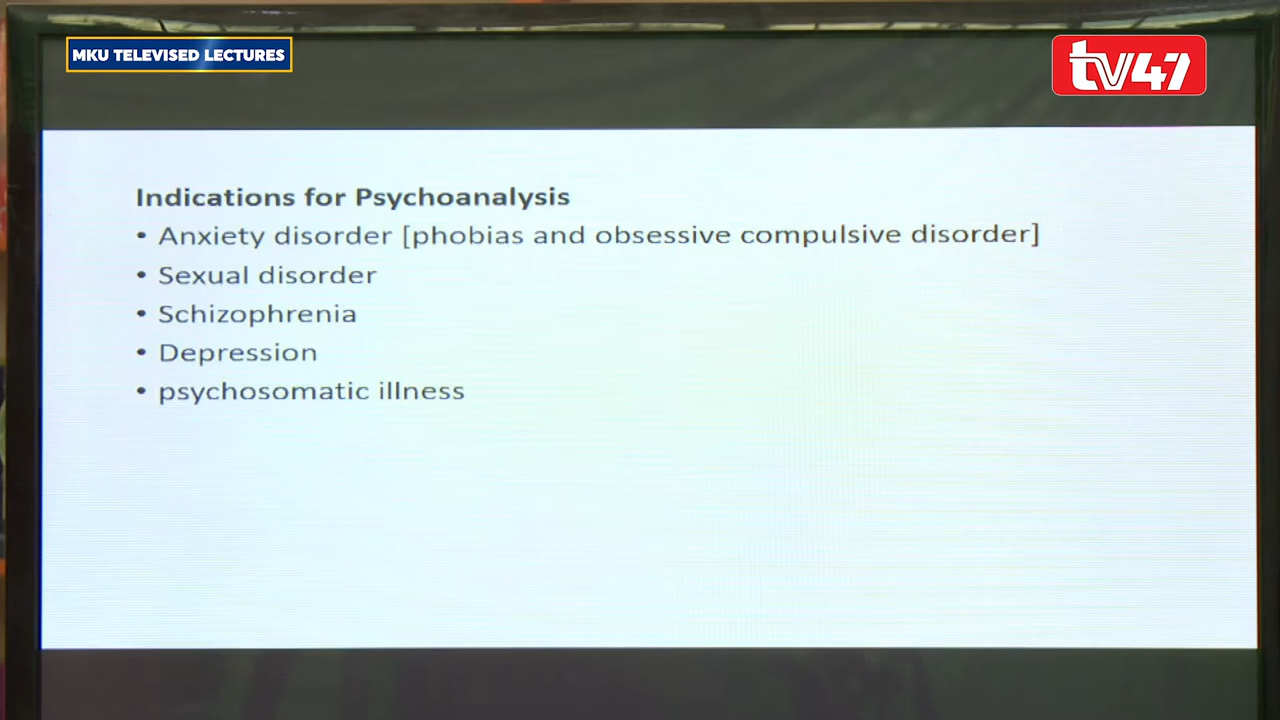 MKU TELEVISED LECTURES
tv47
Indications for Psychoanalysis
• Anxiety disorder [phobias and obsessive compulsive disorder]
• Sexual disorder
• Schizophrenia
• Depression
• psychosomatic illness